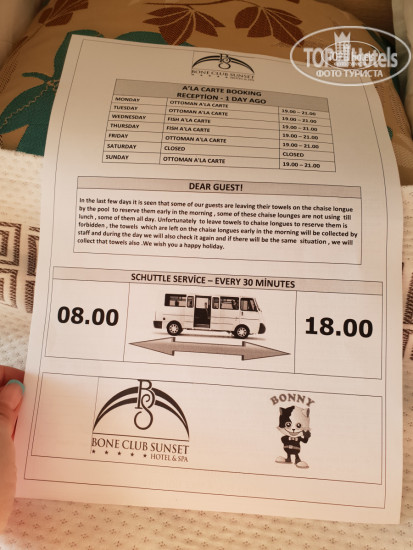 TOPHotels
ФОТО ТУРИСТА
BONE CLUB SUNSET
A'LA CARTE BOOKING
RECEPTION - 1 DAY AGO
MONDAY OTTOMAN A'LA CARTE 19.00 – 21.00
TUESDAY OTTOMAN A'LA CARTE 19.00 – 21.00
WEDNESDAY FISH A'LA CARTE 19.00 – 21.00
THURSDAY FISH A'LA CARTE 19.00 – 21.00
FRIDAY OTTOMAN A'LA CARTE 19.00 – 21.00
SATURDAY CLOSED CLOSED
SUNDAY OTTOMAN A'LA CARTE 19.00 – 21.00
DEAR GUEST!
In the last few days it is seen that some of our guests are leaving their towels on the chaise longue
by the pool to reserve them early in the morning , some of these chaise lounges are not using till
lunch , some of them all day. Unfortunately to leave towels to chaise longues to reserve them is
forbidden , the towels which are left on the chaise longues early in the morning will be collected by
staff and during the day we will also check it again and if there will be the same situation , we will
collect that towels also .We wish you a happy holiday.
SCHUTTLE SERVİCE – EVERY 30 MİNUTES
08.00
18.00
BS
BONE CLUB SUNSET
HOTEL & SPA
BONNY